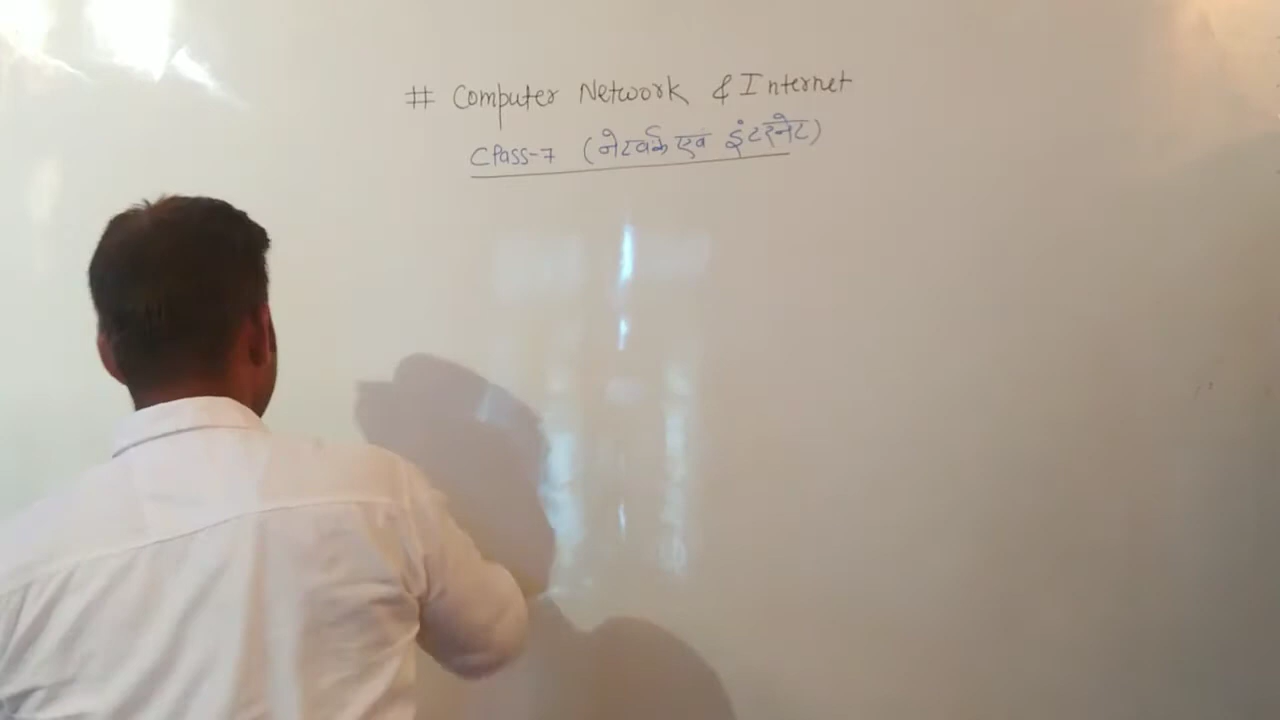 # Computer Network & Internet
Class-7 (नेटवर्क एवं इंटरनेट)